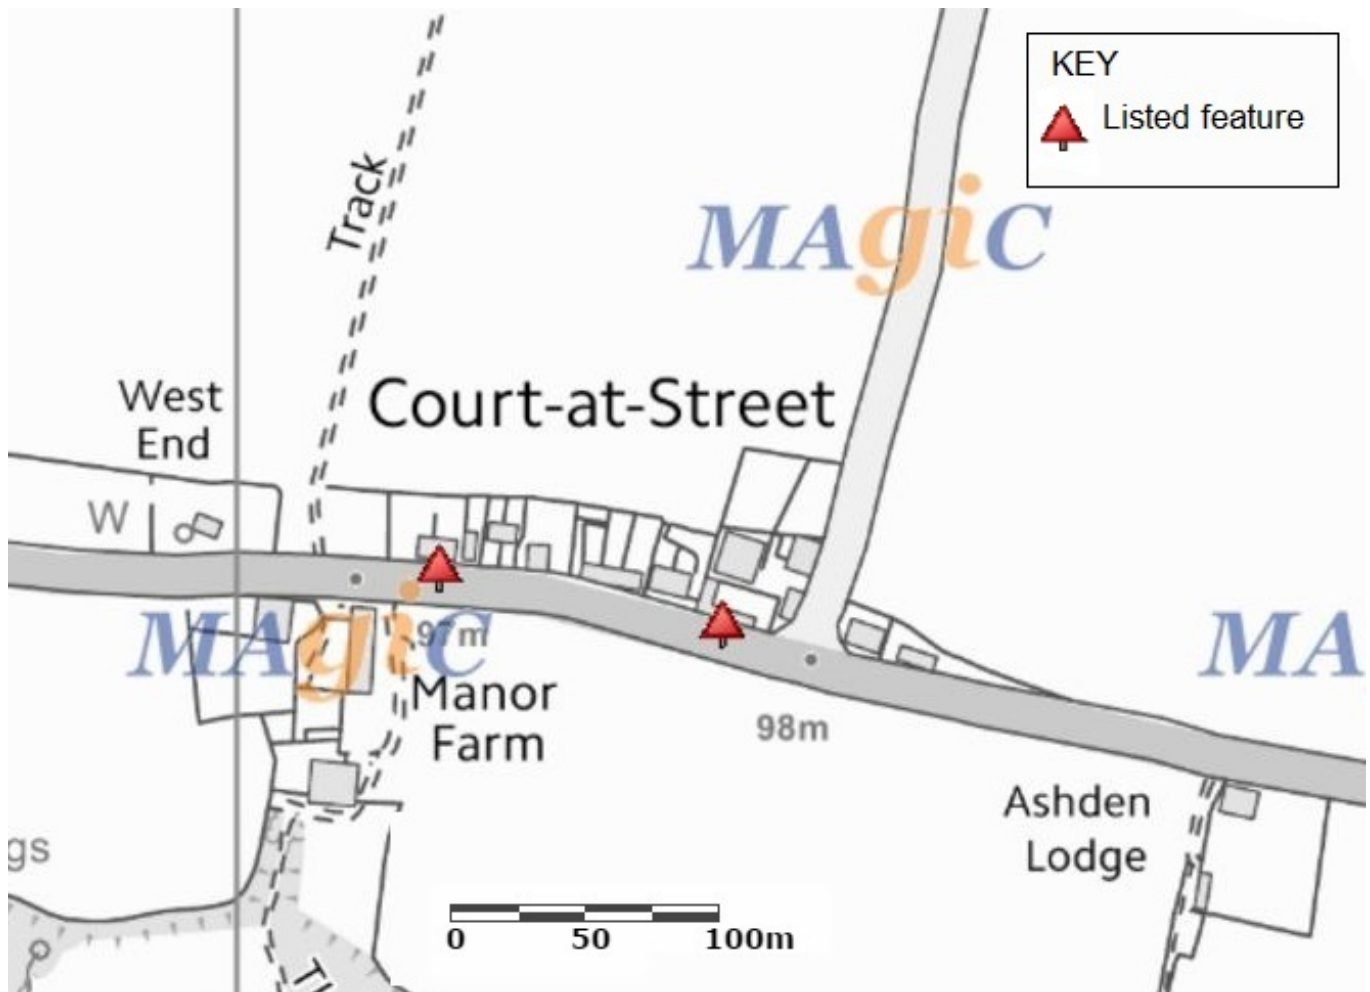 KEY
Listed feature
Track
MAgiC
West
End
Court-at-Street
W
MAgiC
97m
MA
Manor
Farm
98m
Ashden
Lodge
gs
0 50 100m